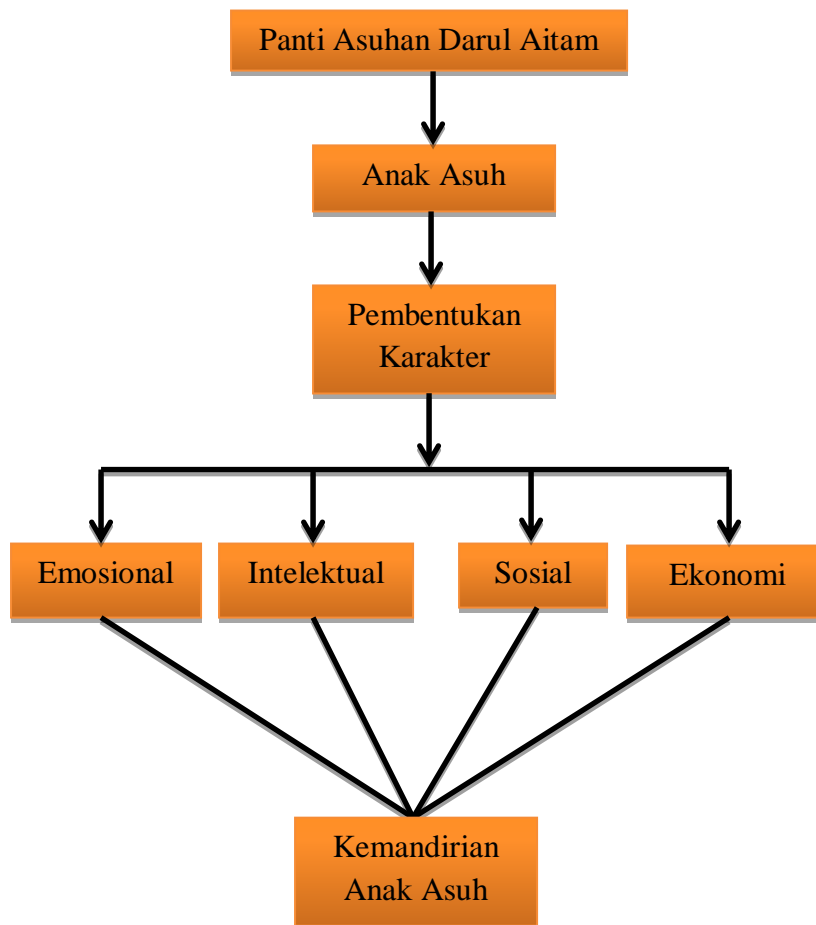 Panti Asuhan Darul Aitam
Anak Asuh
Pembentukan
Karakter
Emosional
Intelektual
Sosial
Ekonomi
Kemandirian
Anak Asuh